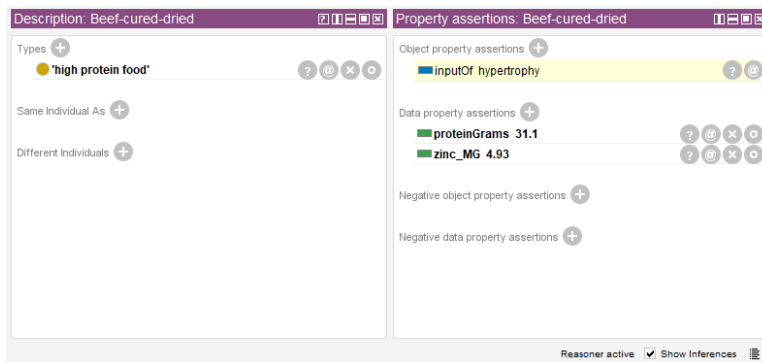 Description: Beef-cured-dried
Types
'high protein food'
Same Individual As
Different Individuals
Property assertions: Beef-cured-dried
Object property assertions
inputOf hypertrophy
Data property assertions
proteinGrams 31.1
zinc_MG 4.93
Negative object property assertions
Negative data property assertions
Reasoner active Show Inferences